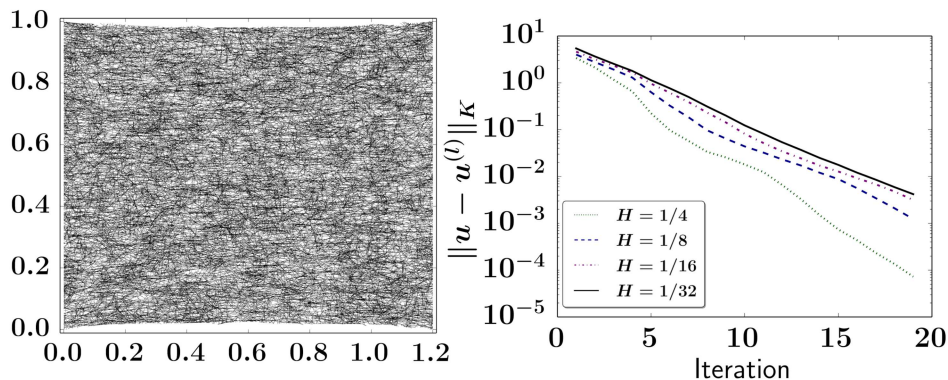 1.0
0.8
0.6
0.4
0.2
0.0
0.0 0.2 0.4 0.6 0.8 1.0 1.2
‖u − u^(l)‖_K
10^1
10^0
10^−1
10^−2
10^−3
10^−4
10^−5
H = 1/4
H = 1/8
H = 1/16
H = 1/32
0 5 10 15 20
Iteration